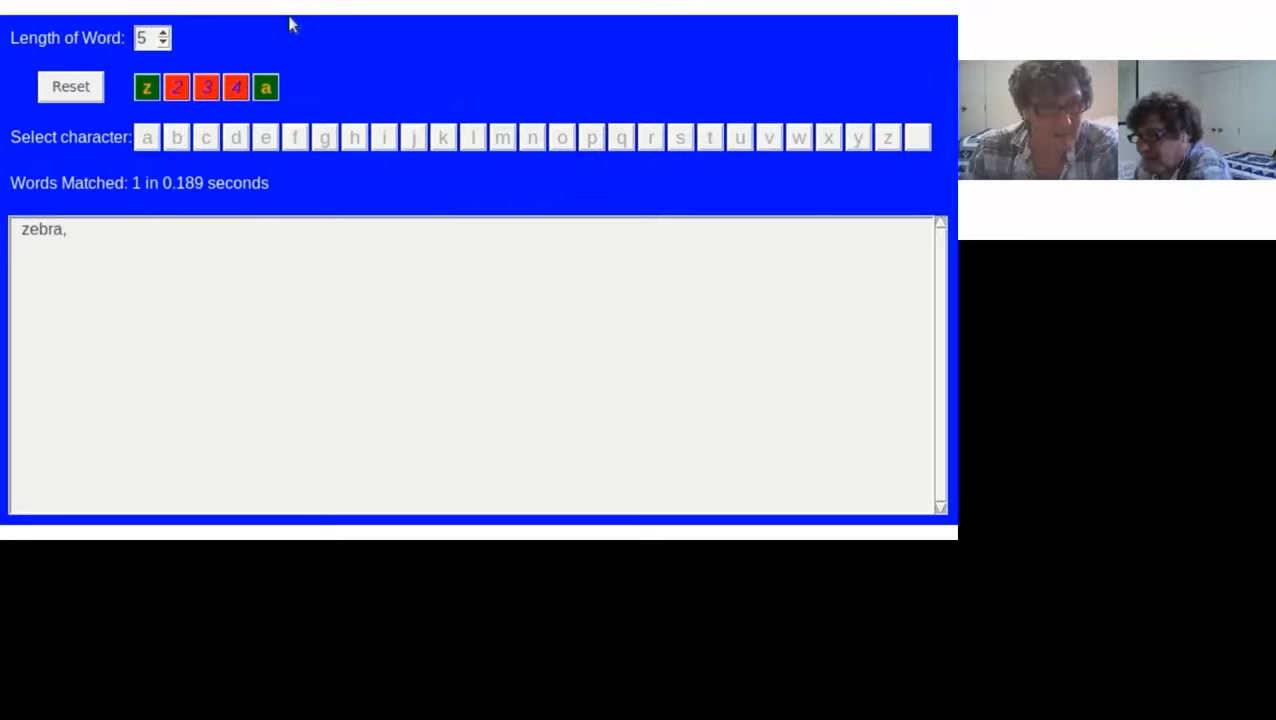 Length of Word: 5
Reset z 2 3 4 a
Select character: a b c d e f g h i j k l m n o p q r s t u v w x y z
Words Matched: 1 in 0.189 seconds
zebra,